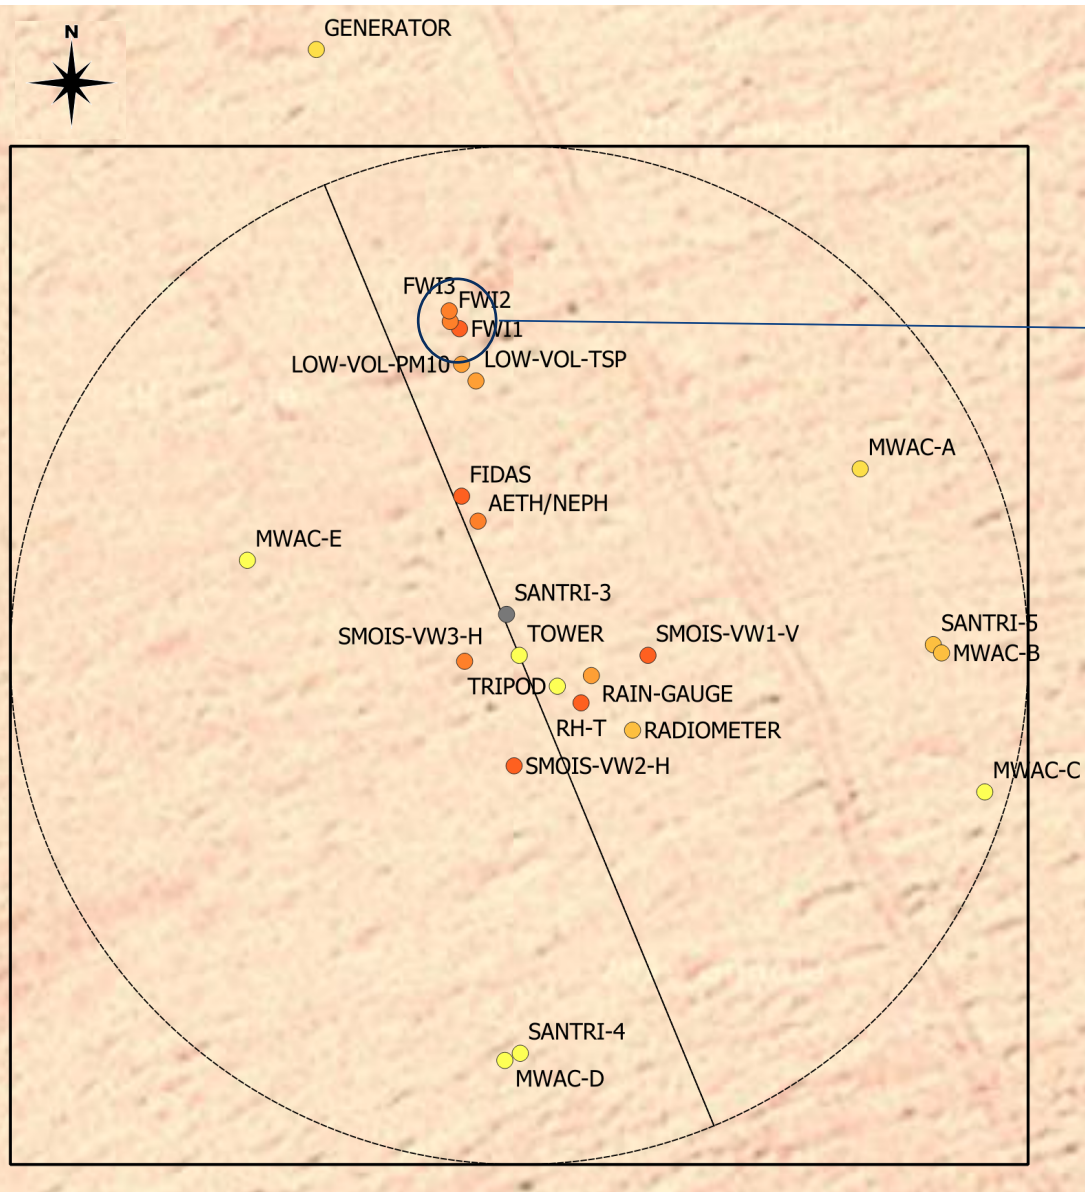 GENERATOR
N
FWI3
FWI2
FWI1
LOW-VOL-TSP
LOW-VOL-PM10
MWAC-A
FIDAS
AETH/NEPH
MWAC-E
SANTRI-3
SANTRI-5
SMOIS-VW3-H
TOWER
SMOIS-VW1-V
MWAC-B
TRIPOD
RAIN-GAUGE
RH-T
RADIOMETER
SMOIS-VW2-H
MWAC-C
SANTRI-4
MWAC-D